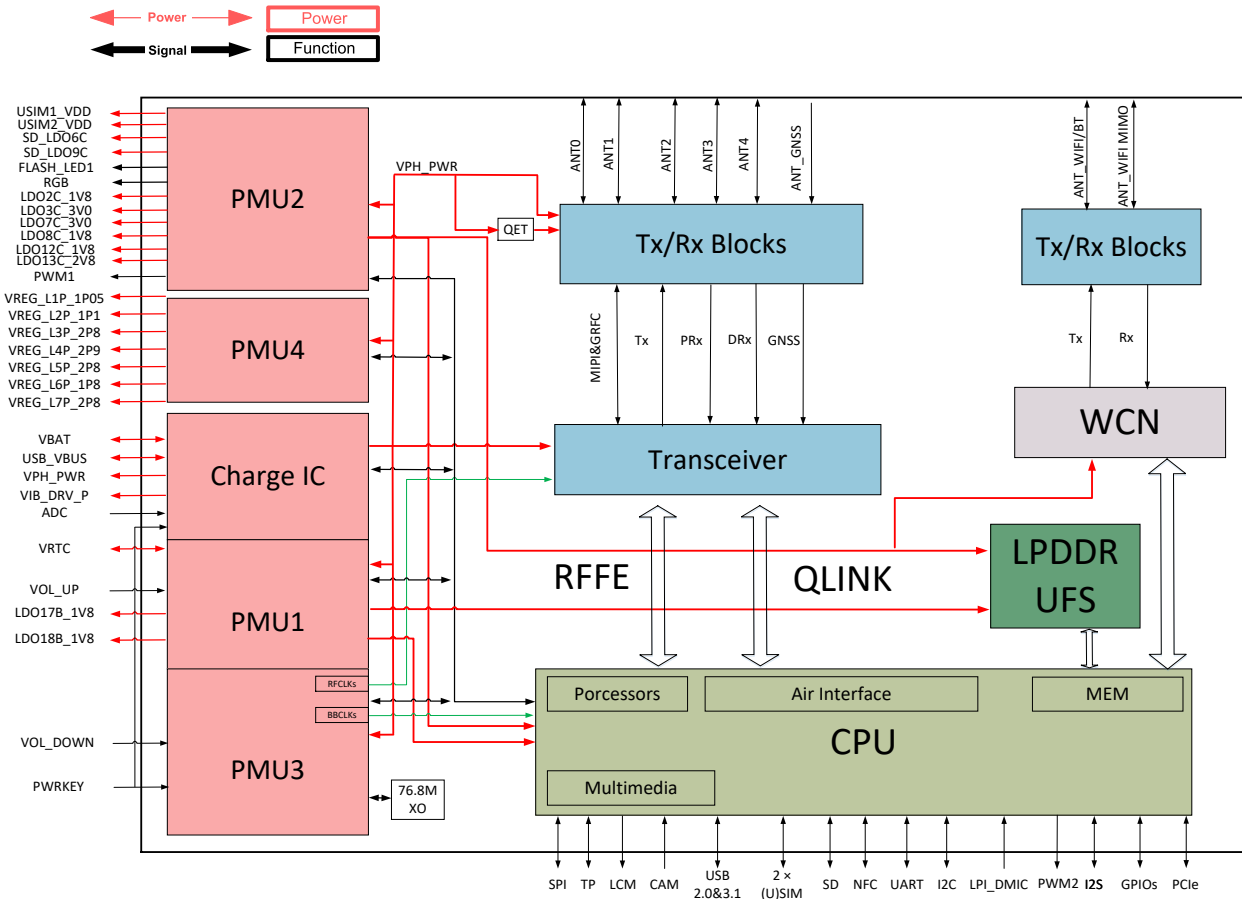 Power
Power
Signal
Function
USIM1_VDD
USIM2_VDD
SD_LDO6C
SD_LDO9C
FLASH_LED1
RGB
LDO2C_1V8
LDO3C_3V0
LDO7C_3V0
LDO8C_1V8
LDO12C_1V8
LDO13C_2V8
PWM1
VREG_L1P_1P05
VREG_L2P_1P1
VREG_L3P_2P8
VREG_L4P_2P9
VREG_L5P_2P8
VREG_L6P_1P8
VREG_L7P_2P8
VBAT
USB_VBUS
VPH_PWR
VIB_DRV_P
ADC
VRTC
VOL_UP
LDO17B_1V8
LDO18B_1V8
VOL_DOWN
PWRKEY
PMU2
PMU4
Charge IC
PMU1
PMU3
RFCLKs
BBCLKs
76.8M
XO
VPH_PWR
QET
ANT0
ANT1
ANT2
ANT3
ANT4
ANT_GNSS
ANT_WIFI/BT
ANT_WIFI MIMO
Tx/Rx Blocks
Tx/Rx Blocks
MIPI&GRFC
Tx
PRx
DRx
GNSS
Tx
Rx
Transceiver
WCN
RFFE
QLINK
LPDDR
UFS
Porcessors
Air Interface
MEM
CPU
Multimedia
SPI
TP
LCM
CAM
USB
2.0&3.1
2 ×
(U)SIM
SD
NFC
UART
I2C
LPI_DMIC
PWM2
I2S
GPIOs
PCIe